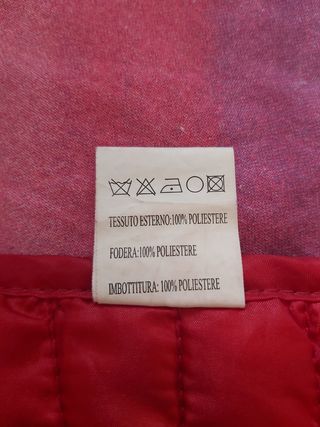 TESSUTO ESTERNO:100% POLIESTERE
FODERA:100% POLIESTERE
IMBOTTITURA: 100% POLIESTERE